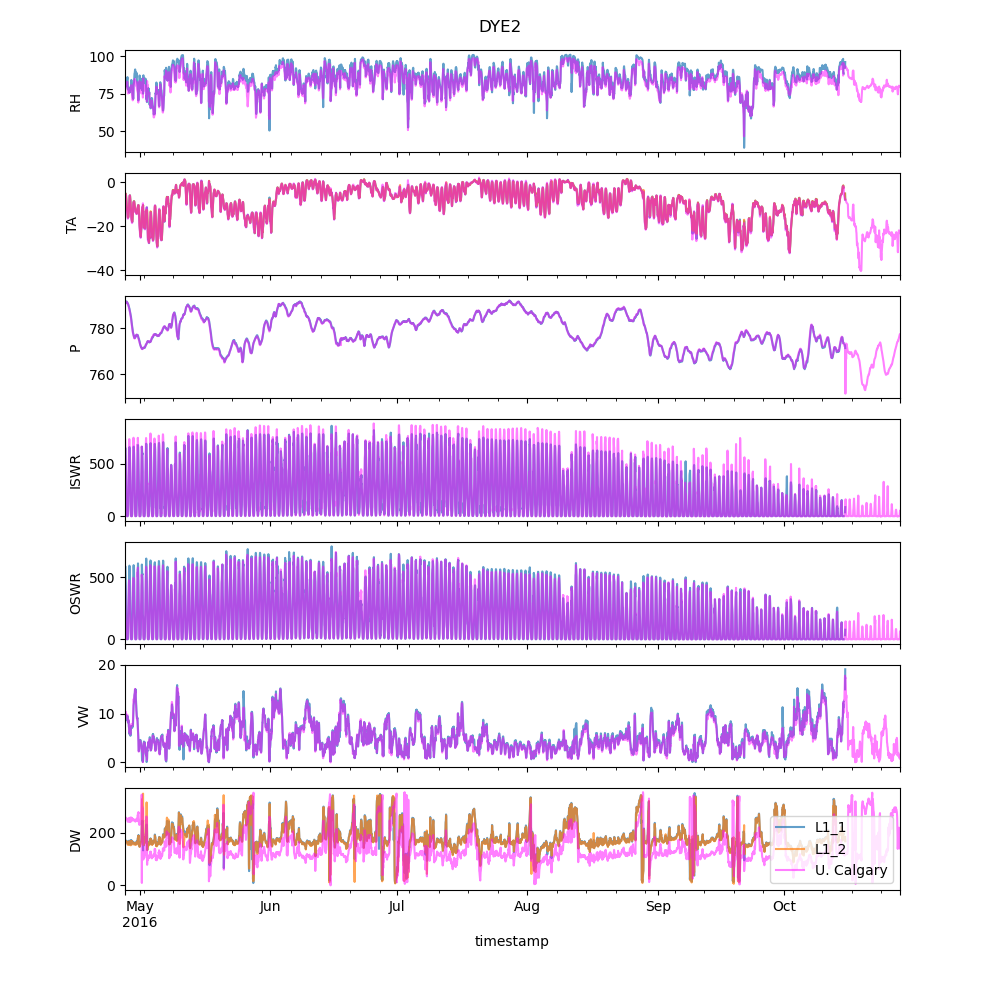 DYE2
100
75
50
RH
0
−20
−40
TA
780
760
P
500
0
ISWR
500
0
OSWR
20
10
0
VW
200
0
DW
L1_1
L1_2
U. Calgary
May Jun Jul Aug Sep Oct
2016
timestamp